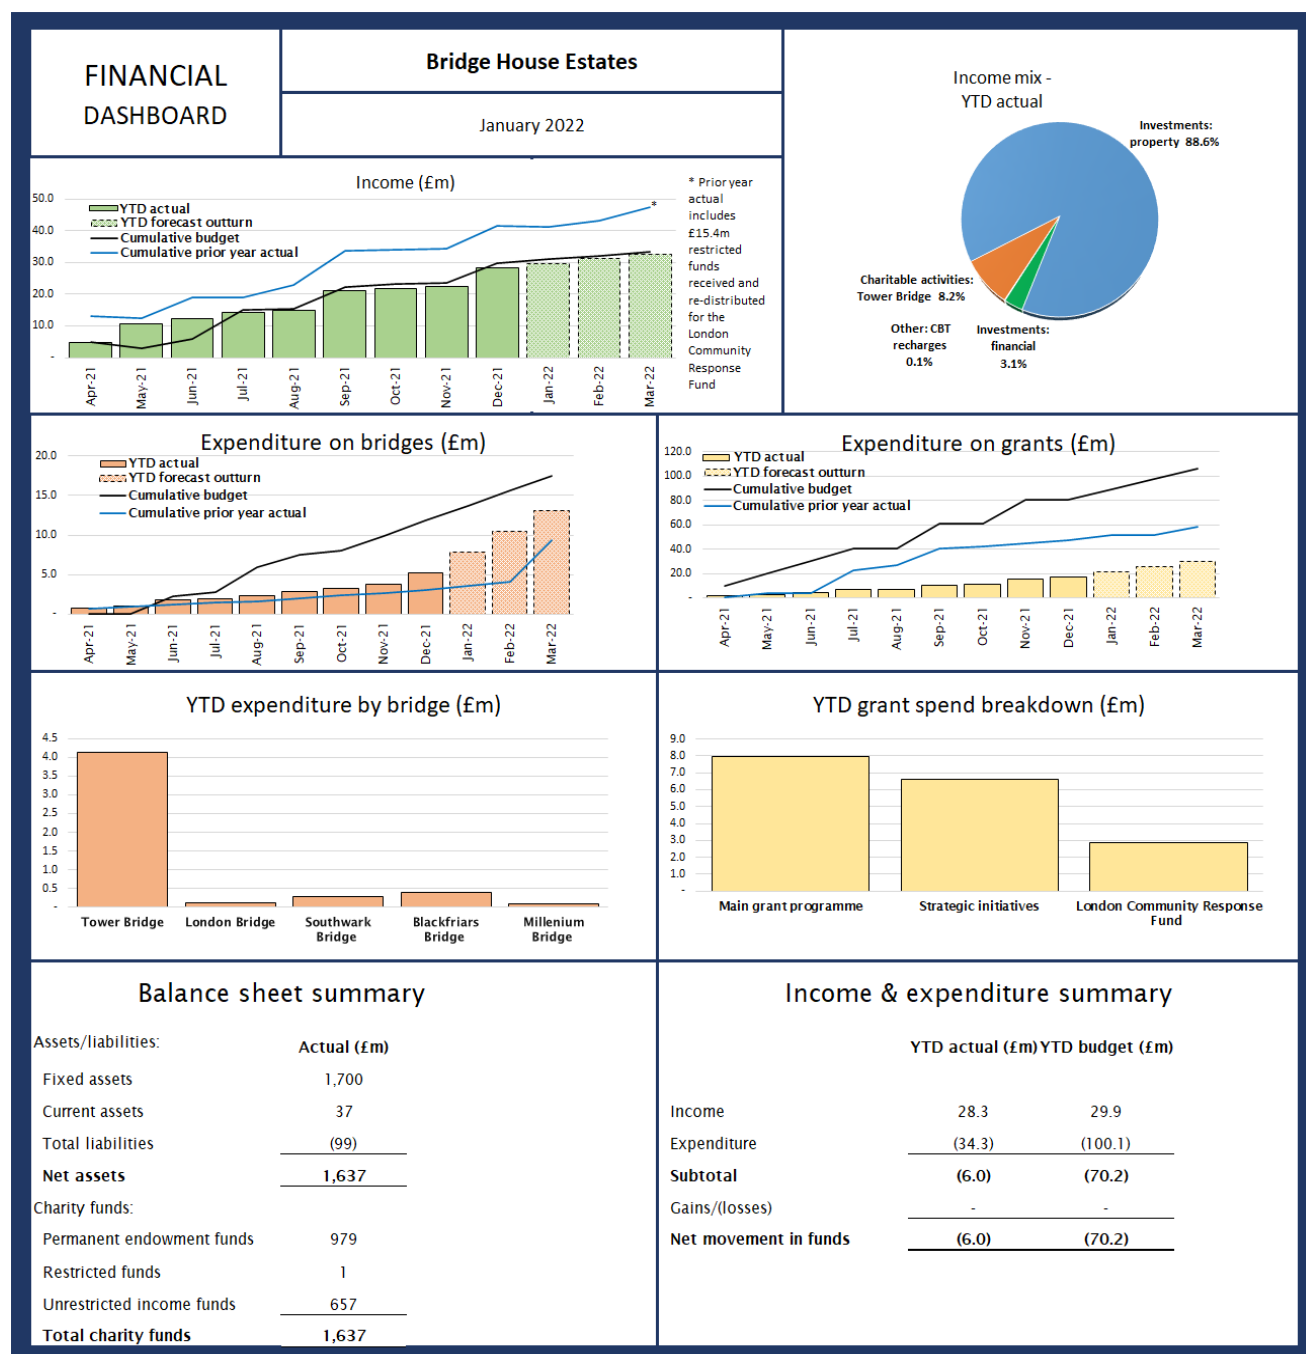 FINANCIAL
DASHBOARD
Bridge House Estates
January 2022
Income mix -
YTD actual
Investments:
property 88.6%
Charitable activities:
Tower Bridge 8.2%
Other: CBT
recharges
0.1%
Investments:
financial
3.1%
Income (£m)
50.0
40.0
30.0
20.0
10.0
-
YTD actual
YTD forecast outturn
Cumulative budget
Cumulative prior year actual
*
Apr-21
May-21
Jun-21
Jul-21
Aug-21
Sep-21
Oct-21
Nov-21
Dec-21
Jan-22
Feb-22
Mar-22
* Prior year
actual
includes
£15.4m
restricted
funds
received and
re-distributed
for the
London
Community
Response
Fund
Expenditure on bridges (£m)
20.0
15.0
10.0
5.0
-
YTD actual
YTD forecast outturn
Cumulative budget
Cumulative prior year actual
Apr-21
May-21
Jun-21
Jul-21
Aug-21
Sep-21
Oct-21
Nov-21
Dec-21
Jan-22
Feb-22
Mar-22
Expenditure on grants (£m)
120.0
100.0
80.0
60.0
40.0
20.0
-
YTD actual
YTD forecast outturn
Cumulative budget
Cumulative prior year actual
Apr-21
May-21
Jun-21
Jul-21
Aug-21
Sep-21
Oct-21
Nov-21
Dec-21
Jan-22
Feb-22
Mar-22
YTD expenditure by bridge (£m)
4.5
4.0
3.5
3.0
2.5
2.0
1.5
1.0
0.5
-
Tower Bridge
London Bridge
Southwark
Bridge
Blackfriars
Bridge
Millenium
Bridge
YTD grant spend breakdown (£m)
9.0
8.0
7.0
6.0
5.0
4.0
3.0
2.0
1.0
-
Main grant programme
Strategic initiatives
London Community Response
Fund
Balance sheet summary
Assets/liabilities: Actual (£m)
Fixed assets 1,700
Current assets 37
Total liabilities (99)
Net assets 1,637
Charity funds:
Permanent endowment funds 979
Restricted funds 1
Unrestricted income funds 657
Total charity funds 1,637
Income & expenditure summary
YTD actual (£m) YTD budget (£m)
Income 28.3 29.9
Expenditure (34.3) (100.1)
Subtotal (6.0) (70.2)
Gains/(losses) - -
Net movement in funds (6.0) (70.2)